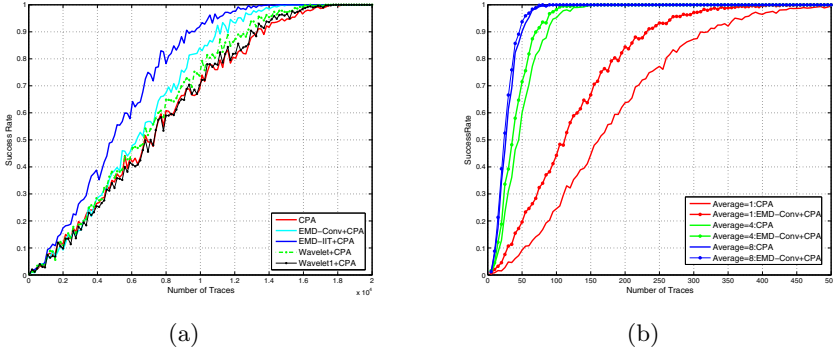 1
0.9
0.8
0.7
0.6
0.5
0.4
0.3
0.2
0.1
0
Success Rate
0 0.2 0.4 0.6 0.8 1 1.2 1.4 1.6 1.8 2
Number of Traces
CPA
EMD−Conv+CPA
EMD−IIT+CPA
Wavelet+CPA
Wavelet1+CPA
(a)
1
0.9
0.8
0.7
0.6
0.5
0.4
0.3
0.2
0.1
0
SuccessRate
0 50 100 150 200 250 300 350 400 450 500
Number of Traces
Average=1:CPA
Average=1:EMD−Conv+CPA
Average=4:CPA
Average=4:EMD−Conv+CPA
Average=8:CPA
Average=8:EMD−Conv+CPA
(b)